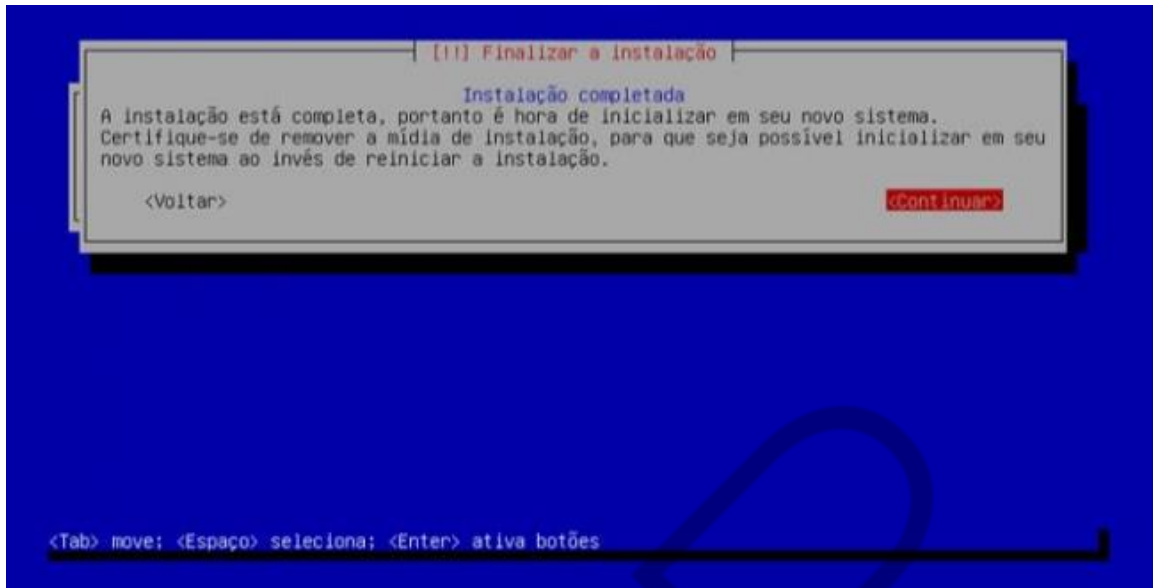 [!!] Finalizar a instalação
Instalação completada
A instalação está completa, portanto é hora de inicializar em seu novo sistema.
Certifique-se de remover a mídia de instalação, para que seja possível inicializar em seu
novo sistema ao invés de reiniciar a instalação.
<Voltar> <Continuar>
<Tab> move; <Espaço> seleciona; <Enter> ativa botões